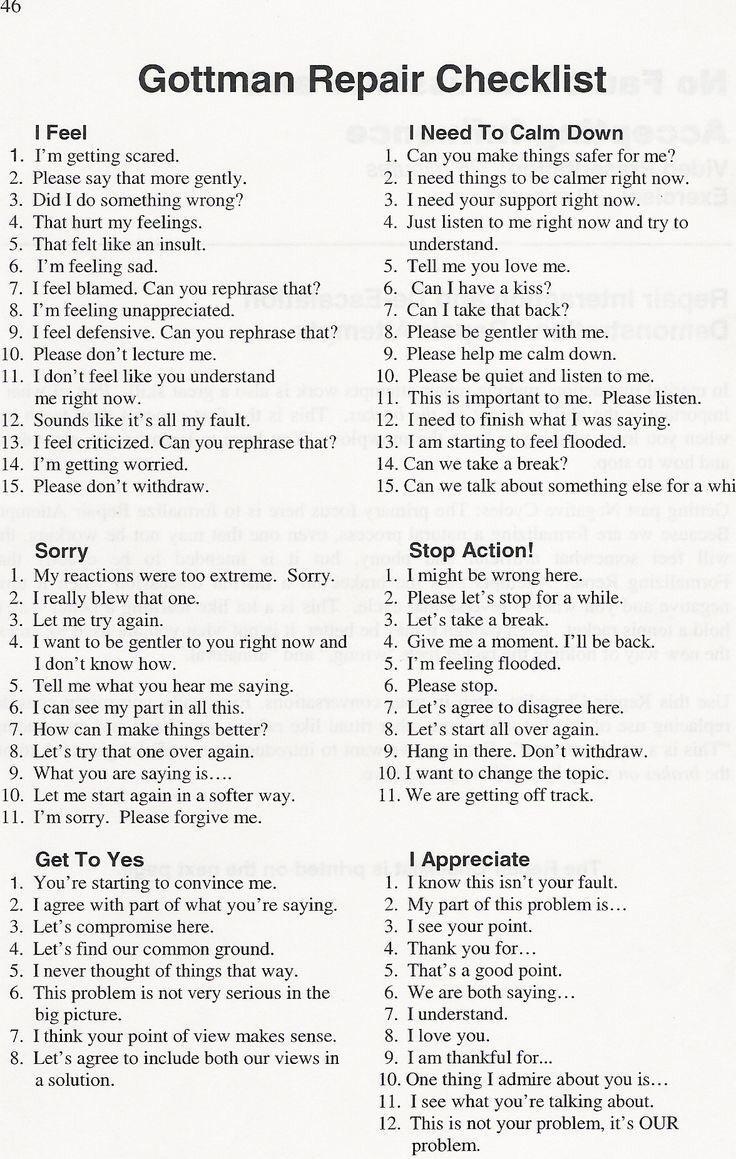 46
Gottman Repair Checklist
I Feel
1. I'm getting scared.
2. Please say that more gently.
3. Did I do something wrong?
4. That hurt my feelings.
5. That felt like an insult.
6. I'm feeling sad.
7. I feel blamed. Can you rephrase that?
8. I'm feeling unappreciated.
9. I feel defensive. Can you rephrase that?
10. Please don't lecture me.
11. I don't feel like you understand
me right now.
12. Sounds like it's all my fault.
13. I feel criticized. Can you rephrase that?
14. I'm getting worried.
15. Please don't withdraw.
I Need To Calm Down
1. Can you make things safer for me?
2. I need things to be calmer right now.
3. I need your support right now.
4. Just listen to me right now and try to
understand.
5. Tell me you love me.
6. Can I have a kiss?
7. Can I take that back?
8. Please be gentler with me.
9. Please help me calm down.
10. Please be quiet and listen to me.
11. This is important to me. Please listen.
12. I need to finish what I was saying.
13. I am starting to feel flooded.
14. Can we take a break?
15. Can we talk about something else for a whi
Sorry
1. My reactions were too extreme. Sorry.
2. I really blew that one.
3. Let me try again.
4. I want to be gentler to you right now and
I don't know how.
5. Tell me what you hear me saying.
6. I can see my part in all this.
7. How can I make things better?
8. Let's try that one over again.
9. What you are saying is....
10. Let me start again in a softer way.
11. I'm sorry. Please forgive me.
Stop Action!
1. I might be wrong here.
2. Please let's stop for a while.
3. Let's take a break.
4. Give me a moment. I'll be back.
5. I'm feeling flooded.
6. Please stop.
7. Let's agree to disagree here.
8. Let's start all over again.
9. Hang in there. Don't withdraw.
10. I want to change the topic.
11. We are getting off track.
Get To Yes
1. You're starting to convince me.
2. I agree with part of what you're saying.
3. Let's compromise here.
4. Let's find our common ground.
5. I never thought of things that way.
6. This problem is not very serious in the
big picture.
7. I think your point of view makes sense.
8. Let's agree to include both our views in
a solution.
I Appreciate
1. I know this isn't your fault.
2. My part of this problem is...
3. I see your point.
4. Thank you for...
5. That's a good point.
6. We are both saying...
7. I understand.
8. I love you.
9. I am thankful for...
10. One thing I admire about you is...
11. I see what you're talking about.
12. This is not your problem, it's OUR
problem.